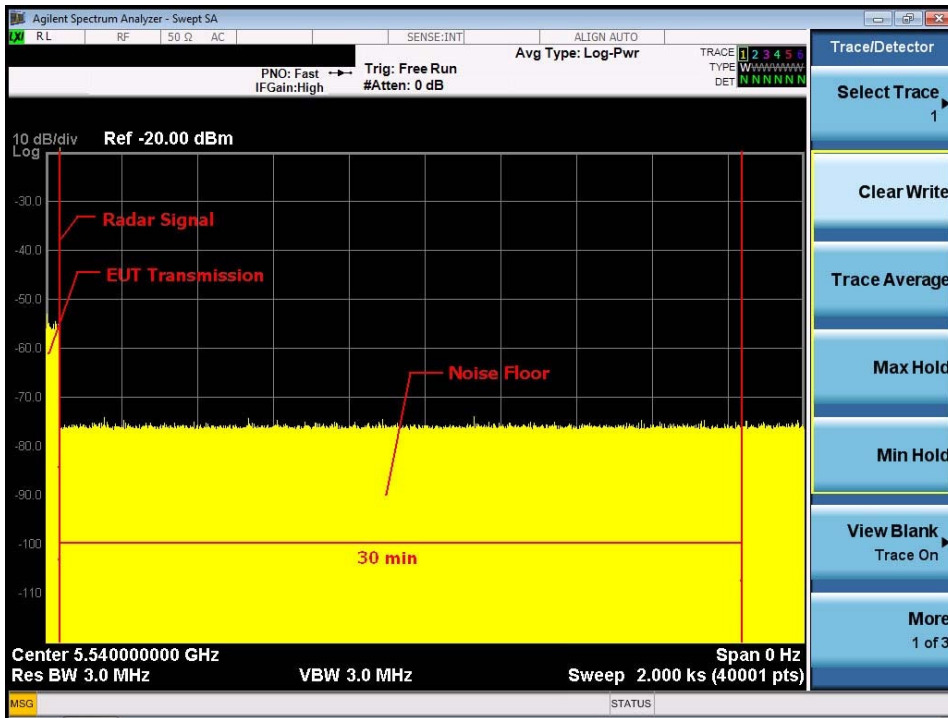 Agilent Spectrum Analyzer - Swept SA
LXI RL RF 50 Ω AC SENSE:INT ALIGN AUTO
Avg Type: Log-Pwr
TRACE 1 2 3 4 5 6
TYPE WWWWWW
DET NNNNNN
PNO: Fast
IFGain:High
Trig: Free Run
#Atten: 0 dB
10 dB/div
Log
Ref -20.00 dBm
-30.0
Radar Signal
-40.0
EUT Transmission
-50.0
-60.0
Noise Floor
-70.0
-80.0
-90.0
-100
30 min
-110
Center 5.540000000 GHz
Span 0 Hz
Res BW 3.0 MHz
VBW 3.0 MHz
Sweep 2.000 ks (40001 pts)
MSG
STATUS
Trace/Detector
Select Trace
1
Clear Write
Trace Average
Max Hold
Min Hold
View Blank
Trace On
More
1 of 3